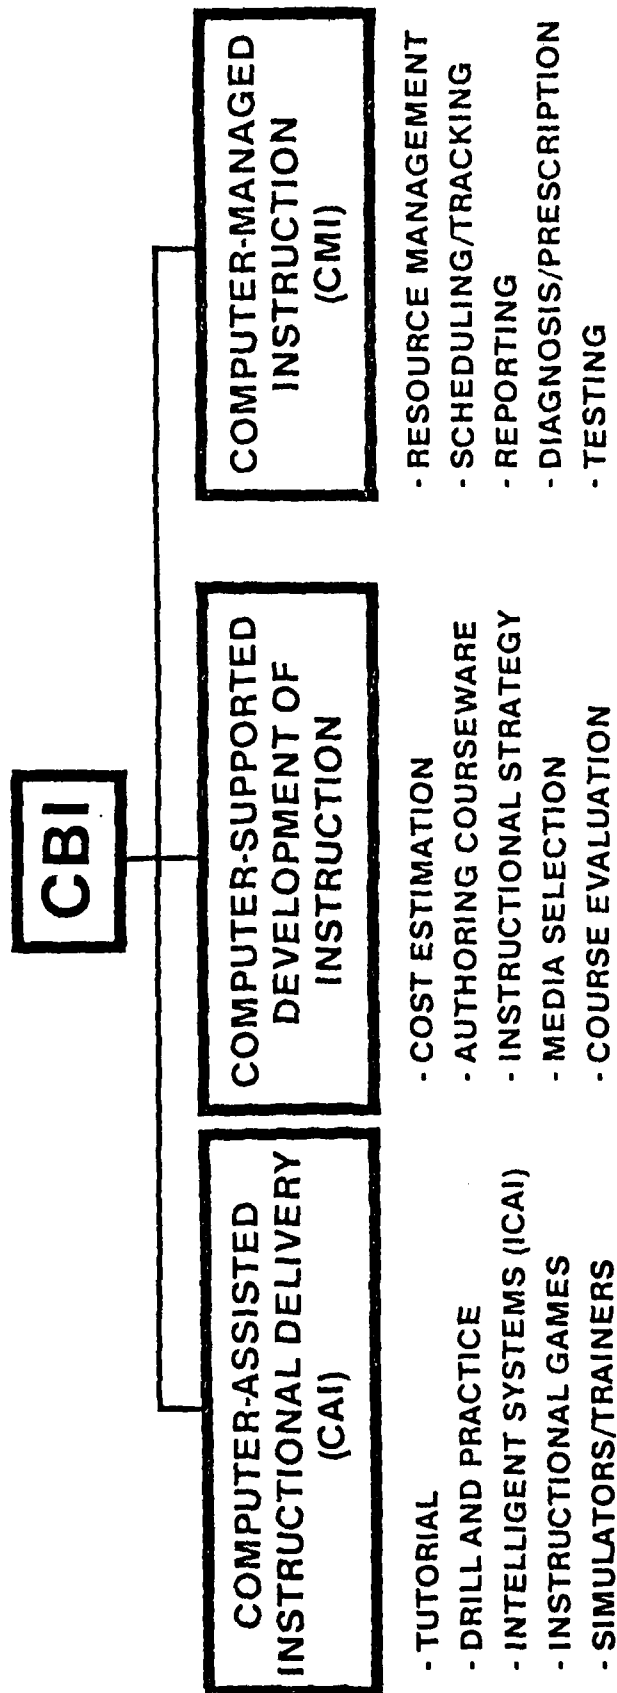 CBI
COMPUTER-ASSISTED
INSTRUCTIONAL DELIVERY
(CAI)
- TUTORIAL
- DRILL AND PRACTICE
- INTELLIGENT SYSTEMS (ICAI)
- INSTRUCTIONAL GAMES
- SIMULATORS/TRAINERS
COMPUTER-SUPPORTED
DEVELOPMENT OF
INSTRUCTION
- COST ESTIMATION
- AUTHORING COURSEWARE
- INSTRUCTIONAL STRATEGY
- MEDIA SELECTION
- COURSE EVALUATION
COMPUTER-MANAGED
INSTRUCTION
(CMI)
- RESOURCE MANAGEMENT
- SCHEDULING/TRACKING
- REPORTING
- DIAGNOSIS/PRESCRIPTION
- TESTING